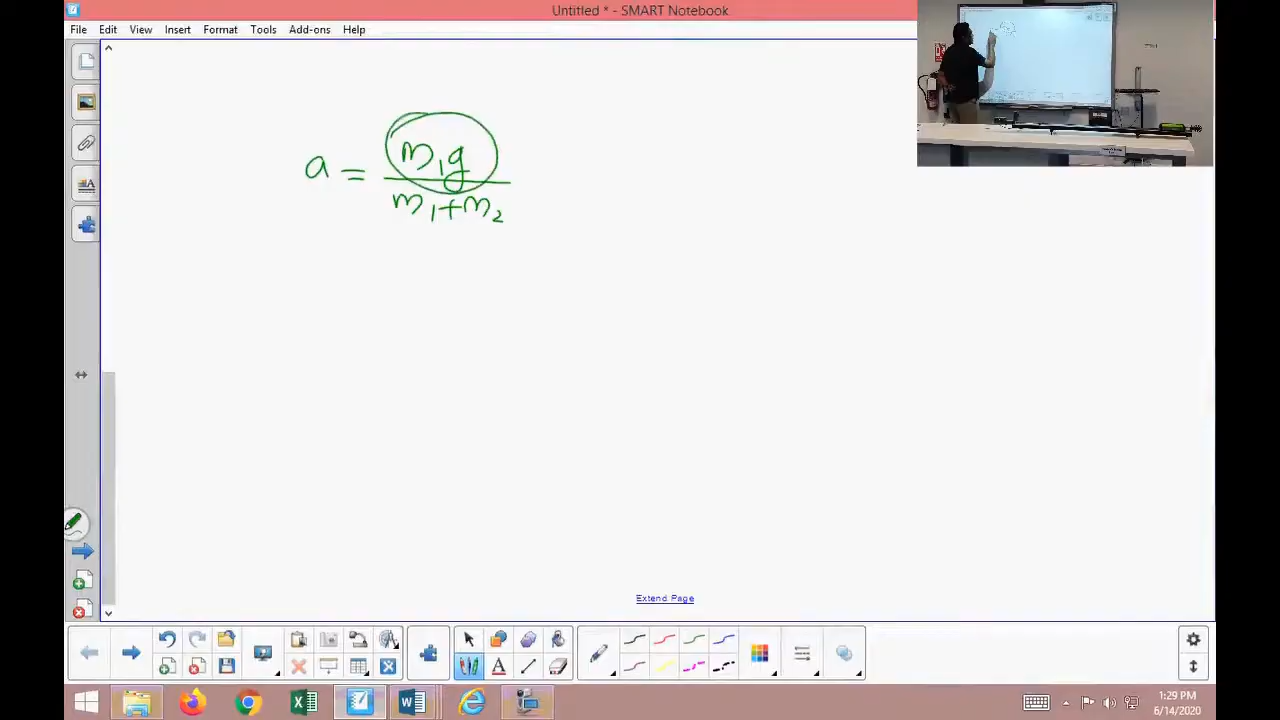 Untitled * - SMART Notebook
File Edit View Insert Format Tools Add-ons Help
a = m₁g / m₁+m₂
Extend Page
1:29 PM
6/14/2020